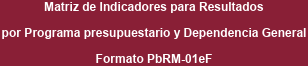 Matriz de Indicadores para Resultados
por Programa presupuestario y Dependencia General
Formato PbRM-01eF